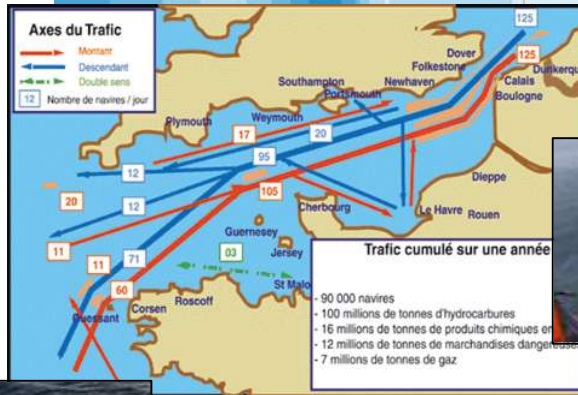 Axes du Trafic
Montant
Descendant
Double sens
12 Nombre de navires / jour
125
125
Dover
Folkestone
Newhaven
Dunkerque
Calais
Boulogne
Southampton
Portsmouth
Weymouth
Plymouth
17
20
95
12
105
20
12
11
Dieppe
Cherbourg
Le Havre
Rouen
Guernesey
Jersey
03
St Malo
11
71
60
Ouessant
Corsen
Roscoff
Trafic cumulé sur une année
- 90 000 navires
- 100 millions de tonnes d'hydrocarbures
- 16 millions de tonnes de produits chimiques en
- 12 millions de tonnes de marchandises dangereuses
- 7 millions de tonnes de gaz